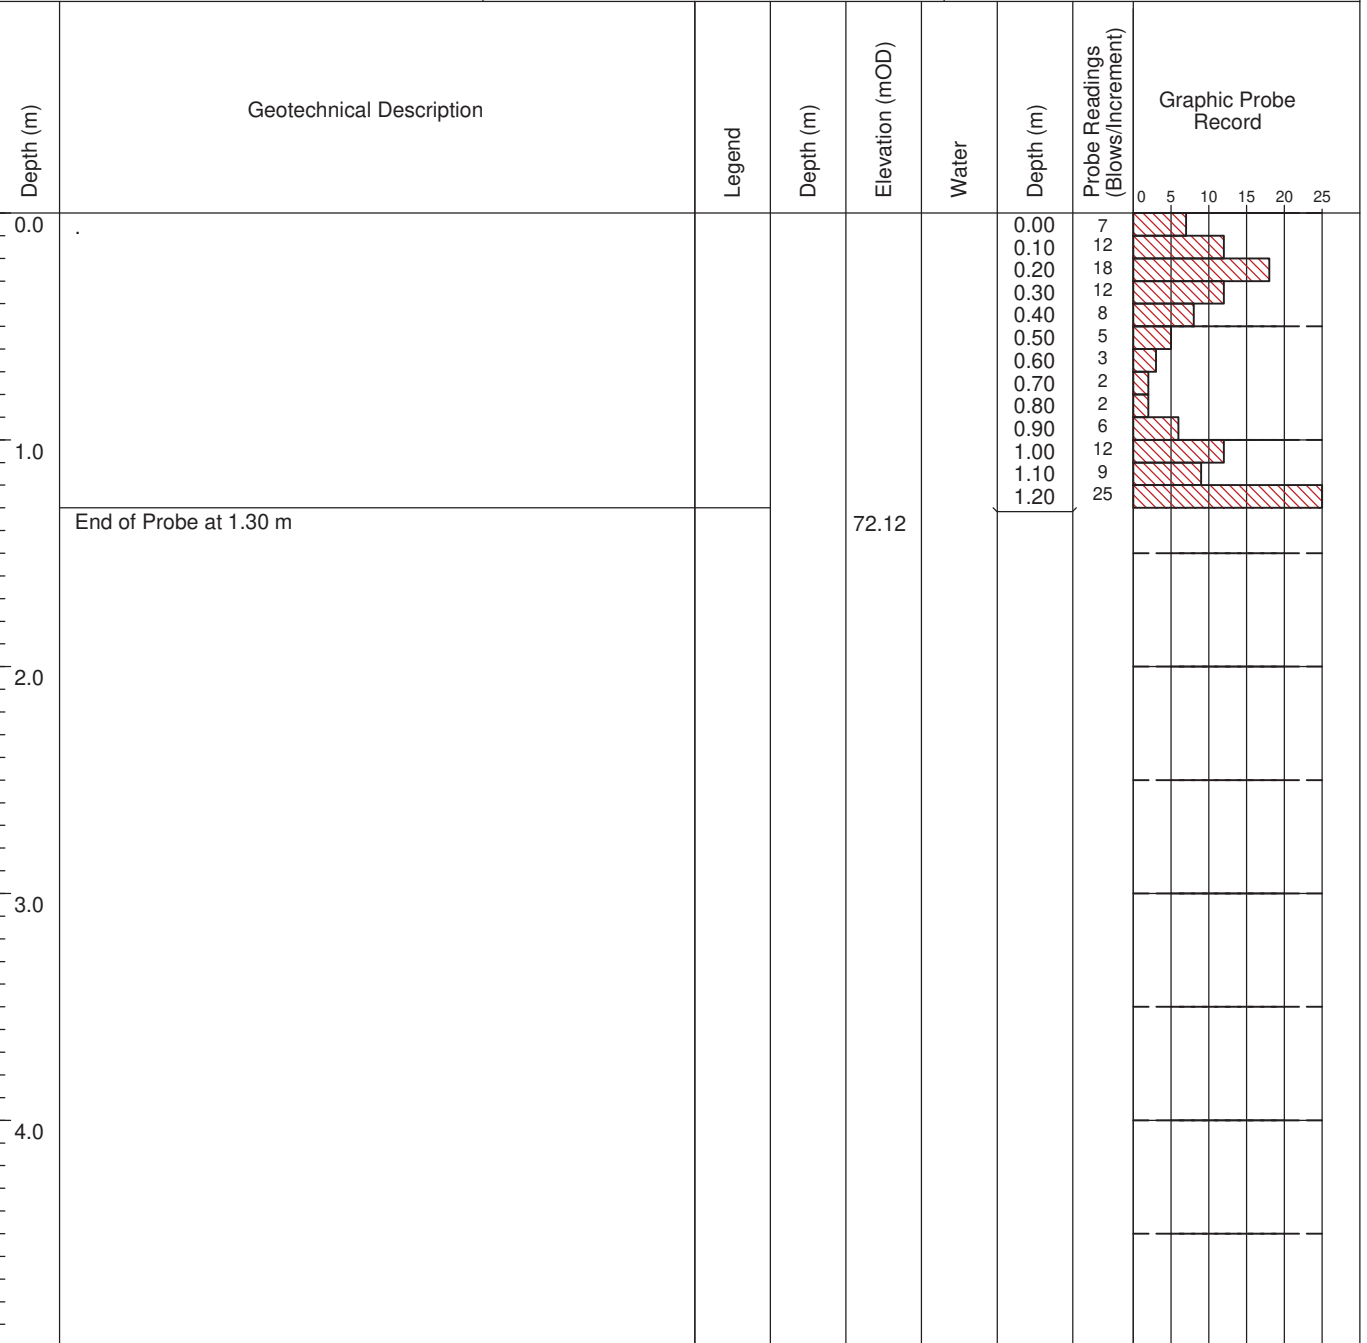 Depth (m)
Geotechnical Description
Legend
Depth (m)
Elevation (mOD)
Water
Depth (m)
Probe Readings
(Blows/Increment)
Graphic Probe
Record
0 5 10 15 20 25
0.0 . 0.00 7
0.10 12
0.20 18
0.30 12
0.40 8
0.50 5
0.60 3
0.70 2
0.80 2
0.90 6
1.0 1.00 12
1.10 9
1.20 25
End of Probe at 1.30 m 72.12
2.0
3.0
4.0